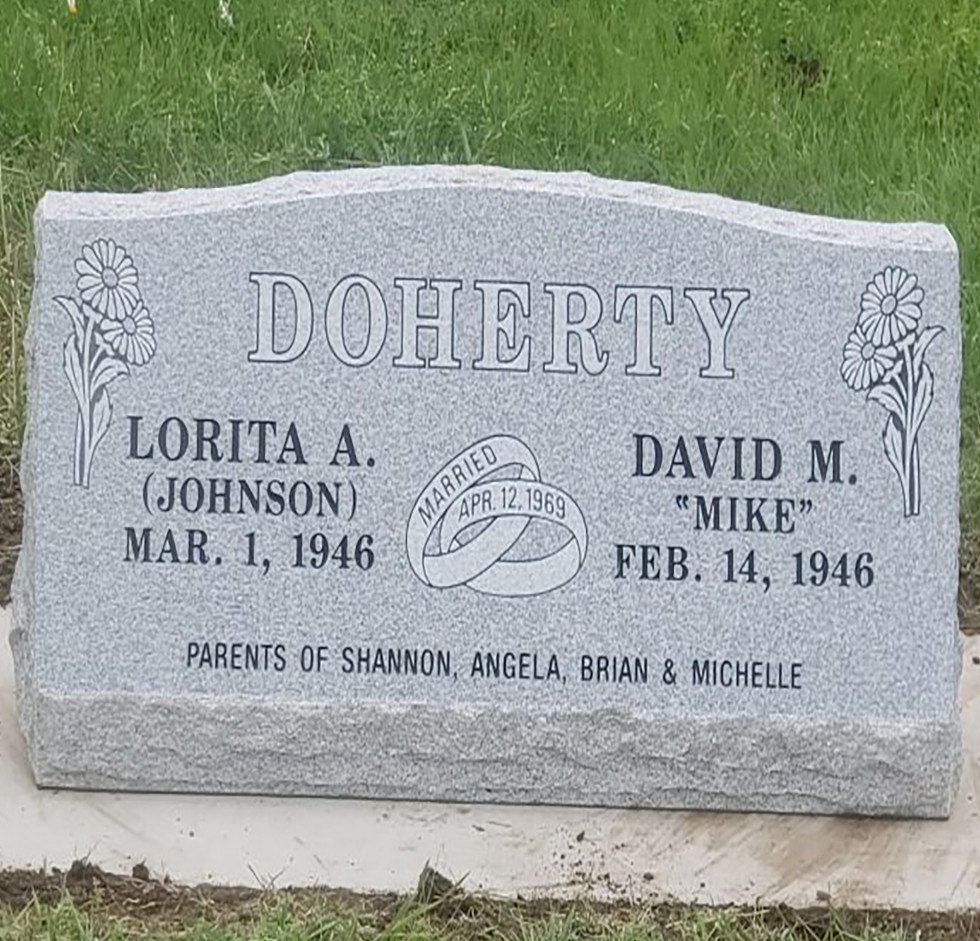 DOHERTY
LORITA A.
(JOHNSON)
MAR. 1, 1946
MARRIED
APR. 12, 1969
DAVID M.
“MIKE”
FEB. 14, 1946
PARENTS OF SHANNON, ANGELA, BRIAN & MICHELLE